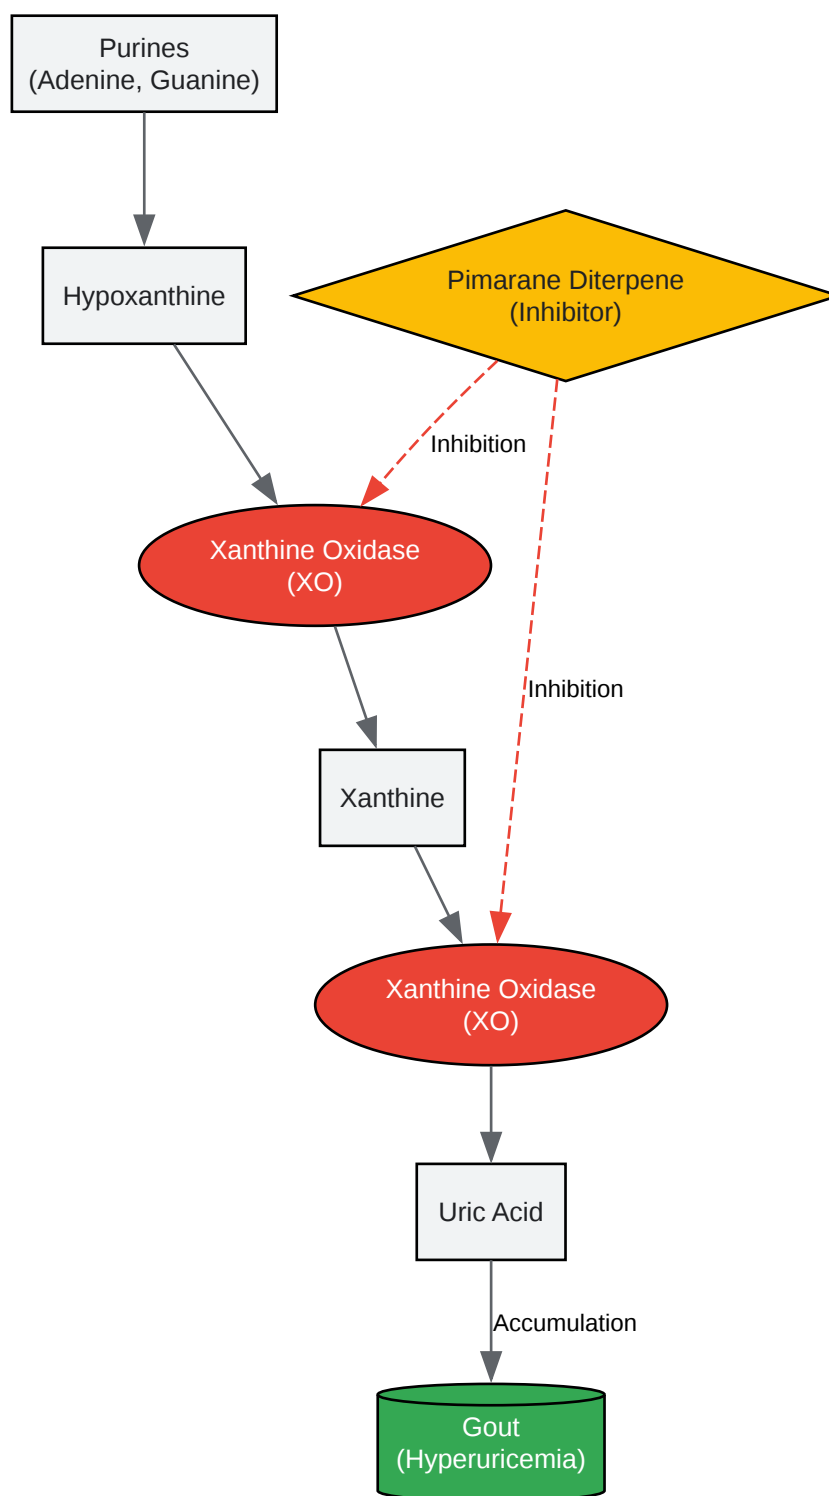 Purines
(Adenine, Guanine)
Hypoxanthine
Pimarane Diterpene
(Inhibitor)
Inhibition
Xanthine Oxidase
(XO)
Inhibition
Xanthine
Xanthine Oxidase
(XO)
Uric Acid
Accumulation
Gout
(Hyperuricemia)